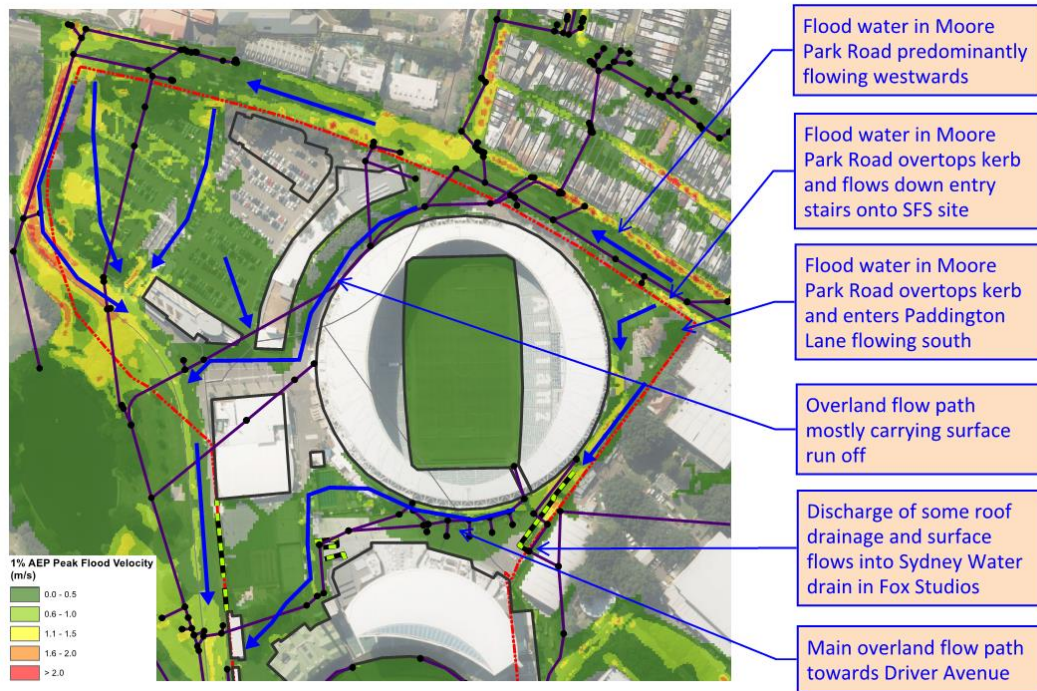 Flood water in Moore
Park Road predominantly
flowing westwards
Flood water in Moore
Park Road overtops kerb
and flows down entry
stairs onto SFS site
Flood water in Moore
Park Road overtops kerb
and enters Paddington
Lane flowing south
Overland flow path
mostly carrying surface
run off
Discharge of some roof
drainage and surface
flows into Sydney Water
drain in Fox Studios
Main overland flow path
towards Driver Avenue
1% AEP Peak Flood Velocity
(m/s)
0.0 - 0.5
0.6 - 1.0
1.1 - 1.5
1.6 - 2.0
> 2.0